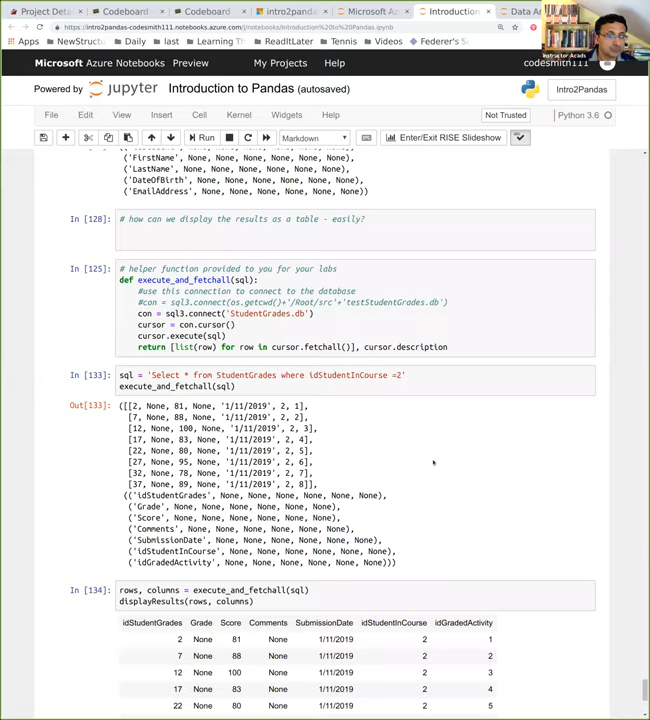 Project Deta
Codeboard
Codeboard
intro2panda
Microsoft Az
Introduction
Data An
https://intro2pandas-codesmith111.notebooks.azure.com/j/notebooks/Introduction%20to%20Pandas.ipynb
Apps
Bookmarks
NewStructu
Daily
last
Learning T
ReadItLater
Tennis
Videos
Federer's S
Instructor Acads
Microsoft Azure Notebooks
Preview
My Projects
Help
codesmith111
Powered by
jupyter
Introduction to Pandas (autosaved)
Intro2Pandas
File
Edit
View
Insert
Cell
Kernel
Widgets
Help
Not Trusted
Python 3.6
Run
Markdown
Enter/Exit RISE Slideshow
('FirstName', None, None, None, None, None, None),
('LastName', None, None, None, None, None, None),
('DateOfBirth', None, None, None, None, None, None),
('EmailAddress', None, None, None, None, None, None))
In [128]:
# how can we display the results as a table - easily?
In [125]:
# helper function provided to you for your labs
def execute_and_fetchall(sql):
#use this connection to connect to the database
#con = sql3.connect(os.getcwd()+'/Root/src'+'testStudentGrades.db')
con = sql3.connect('StudentGrades.db')
cursor = con.cursor()
cursor.execute(sql)
return [list(row) for row in cursor.fetchall()], cursor.description
In [133]:
sql = 'Select * from StudentGrades where idStudentInCourse =2'
execute_and_fetchall(sql)
Out[133]:
([[2, None, 81, None, '1/11/2019', 2, 1],
[7, None, 88, None, '1/11/2019', 2, 2],
[12, None, 100, None, '1/11/2019', 2, 3],
[17, None, 83, None, '1/11/2019', 2, 4],
[22, None, 80, None, '1/11/2019', 2, 5],
[27, None, 95, None, '1/11/2019', 2, 6],
[32, None, 78, None, '1/11/2019', 2, 7],
[37, None, 89, None, '1/11/2019', 2, 8]],
(('idStudentGrades', None, None, None, None, None, None),
('Grade', None, None, None, None, None, None),
('Score', None, None, None, None, None, None),
('Comments', None, None, None, None, None, None),
('SubmissionDate', None, None, None, None, None, None),
('idStudentInCourse', None, None, None, None, None, None),
('idGradedActivity', None, None, None, None, None, None)))
In [134]:
rows, columns = execute_and_fetchall(sql)
displayResults(rows, columns)
idStudentGrades Grade Score Comments SubmissionDate idStudentInCourse idGradedActivity
2 None 81 None 1/11/2019 2 1
7 None 88 None 1/11/2019 2 2
12 None 100 None 1/11/2019 2 3
17 None 83 None 1/11/2019 2 4
22 None 80 None 1/11/2019 2 5